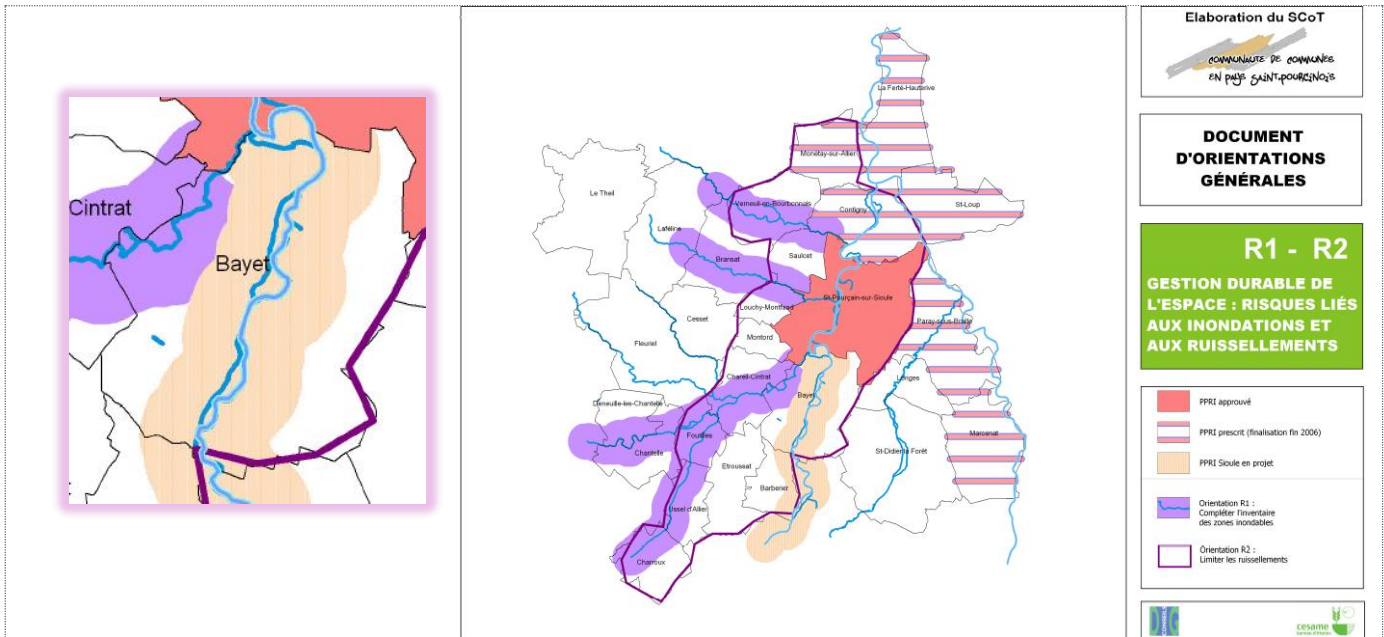 Cintrat
Bayet
La Ferté-Hauterive
Monétay-sur-Allier
Le Theil
Verneuil-en-Bourbonnais
Contigny
St-Loup
Laféline
Bransat
Saulcet
St-Pourçain-sur-Sioule
Louchy-Montfand
Cesset
Paray-sous-Briaille
Montord
Fleuriel
Chareil-Cintrat
Loriges
Bayet
Deneuille-les-Chantelle
Fourilles
Marcenat
Chantelle
St-Didier la Forêt
Etroussat
Barberier
Ussel d'Allier
Charroux
Elaboration du SCoT
COMMUNAUTE DE COMMUNES
EN PAYS SAINT-POURCINOIS
DOCUMENT
D'ORIENTATIONS
GÉNÉRALES
R1 - R2
GESTION DURABLE DE
L'ESPACE : RISQUES LIÉS
AUX INONDATIONS ET
AUX RUISSELLEMENTS
PPRI approuvé
PPRI prescrit (finalisation fin 2006)
PPRI Sioule en projet
Orientation R1 :
Compléter l'inventaire
des zones inondables
Orientation R2 :
Limiter les ruissellements
cesame